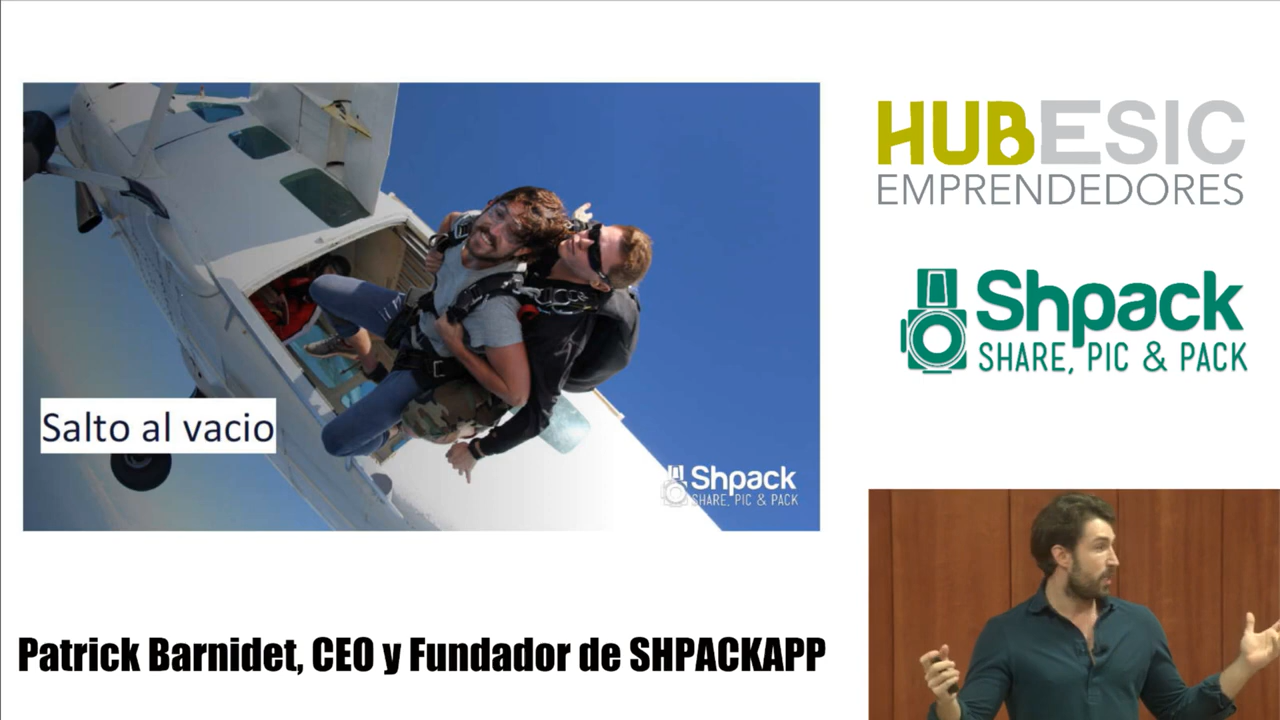 HUBESIC
EMPRENDEDORES
Shpack
SHARE, PIC & PACK
Salto al vacio
Shpack
SHARE, PIC & PACK
Patrick Barnidet, CEO y Fundador de SHPACKAPP